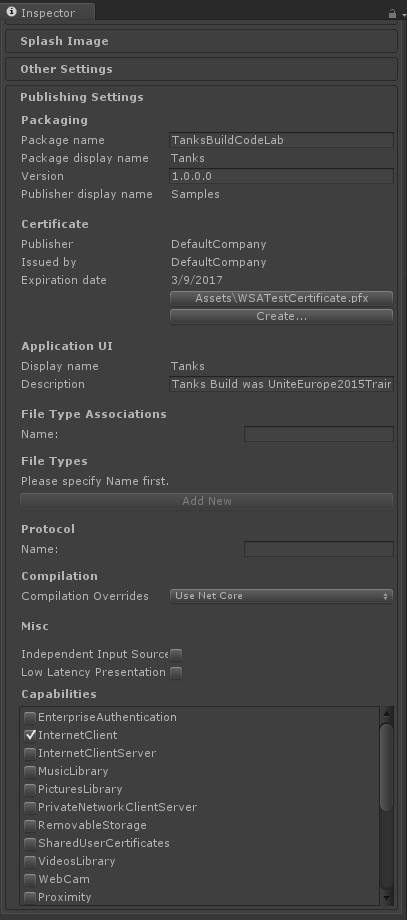 Inspector
Splash Image
Other Settings
Publishing Settings
Packaging
Package name TanksBuildCodeLab
Package display name Tanks
Version 1.0.0.0
Publisher display name Samples
Certificate
Publisher DefaultCompany
Issued by DefaultCompany
Expiration date 3/9/2017
Assets\WSATestCertificate.pfx
Create...
Application UI
Display name Tanks
Description Tanks Build was UniteEurope2015Train
File Type Associations
Name:
File Types
Please specify Name first.
Add New
Protocol
Name:
Compilation
Compilation Overrides Use Net Core
Misc
Independent Input Source
Low Latency Presentation
Capabilities
EnterpriseAuthentication
InternetClient
InternetClientServer
MusicLibrary
PicturesLibrary
PrivateNetworkClientServer
RemovableStorage
SharedUserCertificates
VideosLibrary
WebCam
Proximity